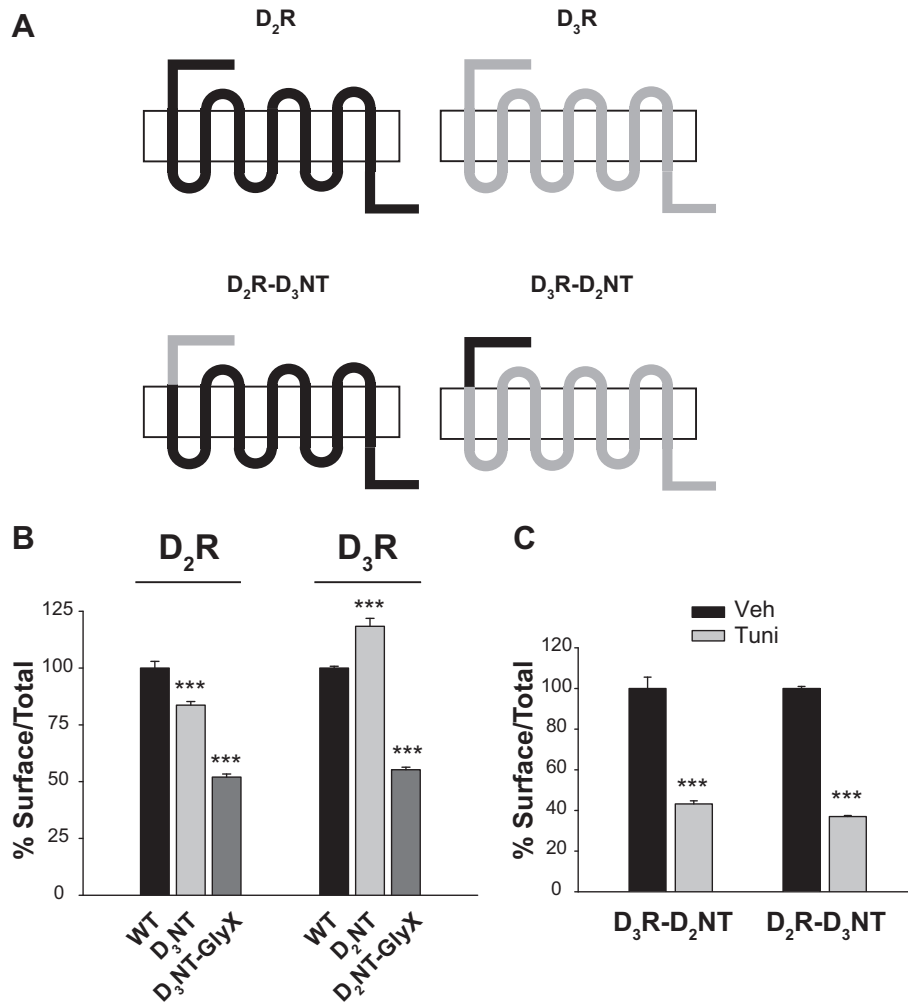 A
D₂R
D₃R
D₂R-D₃NT
D₃R-D₂NT
B
D₂R
D₃R
% Surface/Total
125
100
75
50
25
0
***
***
***
***
WT
D₃NT
D₃NT-GlyX
WT
D₂NT
D₂NT-GlyX
C
Veh
Tuni
% Surface/Total
120
100
80
60
40
20
0
***
***
D₃R-D₂NT
D₂R-D₃NT